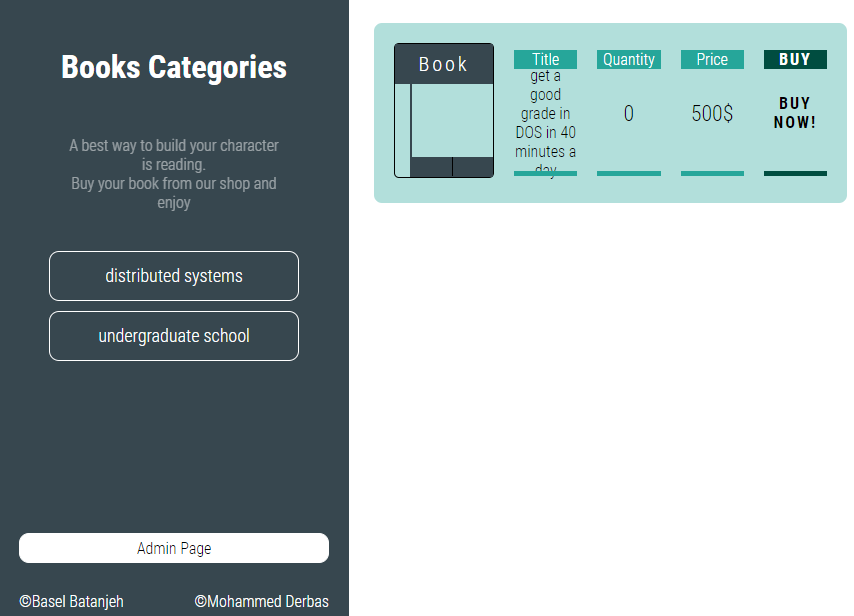 Books Categories
A best way to build your character
is reading.
Buy your book from our shop and
enjoy
distributed systems
undergraduate school
Admin Page
©Basel Batanjeh
©Mohammed Derbas
Book
Title
get a
good
grade in
DOS in 40
minutes a
day
Quantity
0
Price
500$
BUY
BUY
NOW!